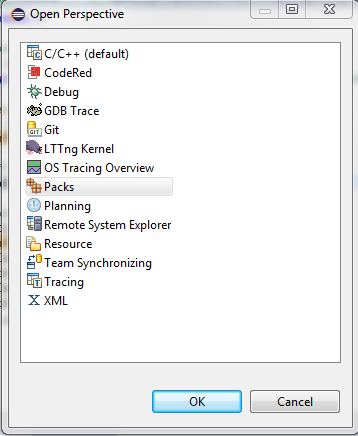 Open Perspective
C/C++ (default)
CodeRed
Debug
GDB Trace
Git
LTTng Kernel
OS Tracing Overview
Packs
Planning
Remote System Explorer
Resource
Team Synchronizing
Tracing
XML
OK
Cancel